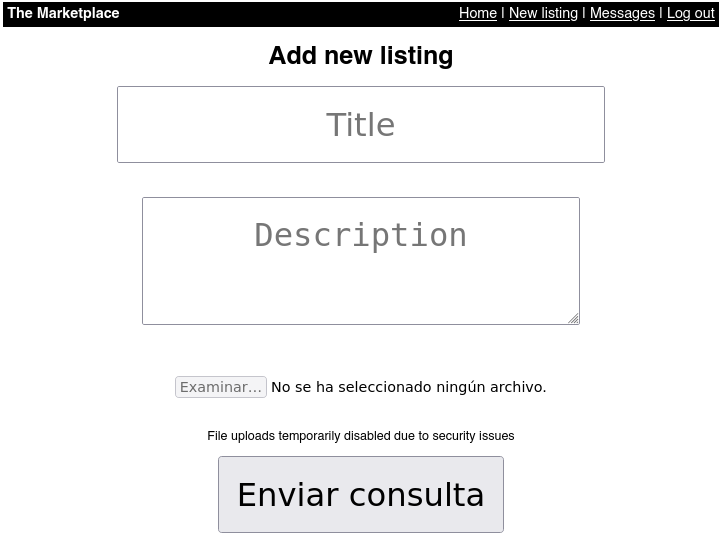 The Marketplace Home | New listing | Messages | Log out
Add new listing
Title
Description
Examinar... No se ha seleccionado ningún archivo.
File uploads temporarily disabled due to security issues
Enviar consulta